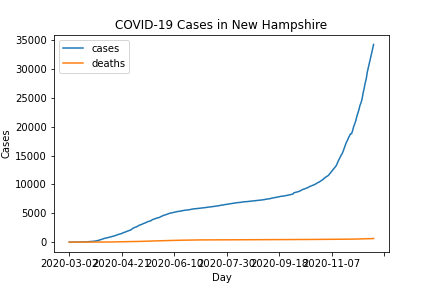 COVID-19 Cases in New Hampshire
cases
deaths
35000
30000
25000
20000
15000
10000
5000
0
Cases
2020-03-02 2020-04-21 2020-06-10 2020-07-30 2020-09-18 2020-11-07
Day